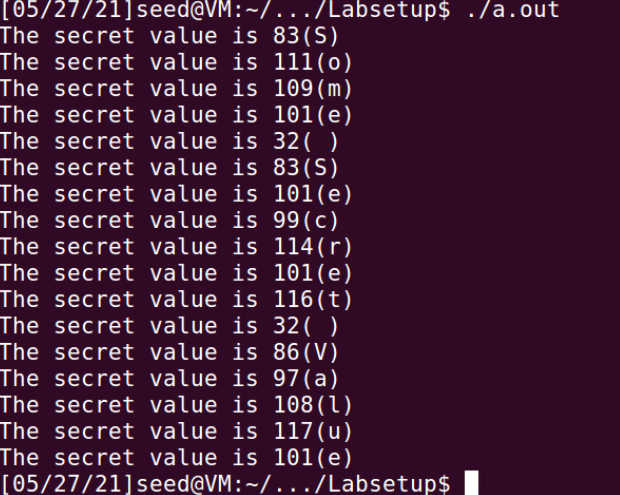 [05/27/21]seed@VM:~/.../Labsetup$ ./a.out
The secret value is 83(S)
The secret value is 111(o)
The secret value is 109(m)
The secret value is 101(e)
The secret value is 32( )
The secret value is 83(S)
The secret value is 101(e)
The secret value is 99(c)
The secret value is 114(r)
The secret value is 101(e)
The secret value is 116(t)
The secret value is 32( )
The secret value is 86(V)
The secret value is 97(a)
The secret value is 108(l)
The secret value is 117(u)
The secret value is 101(e)
[05/27/21]seed@VM:~/.../Labsetup$